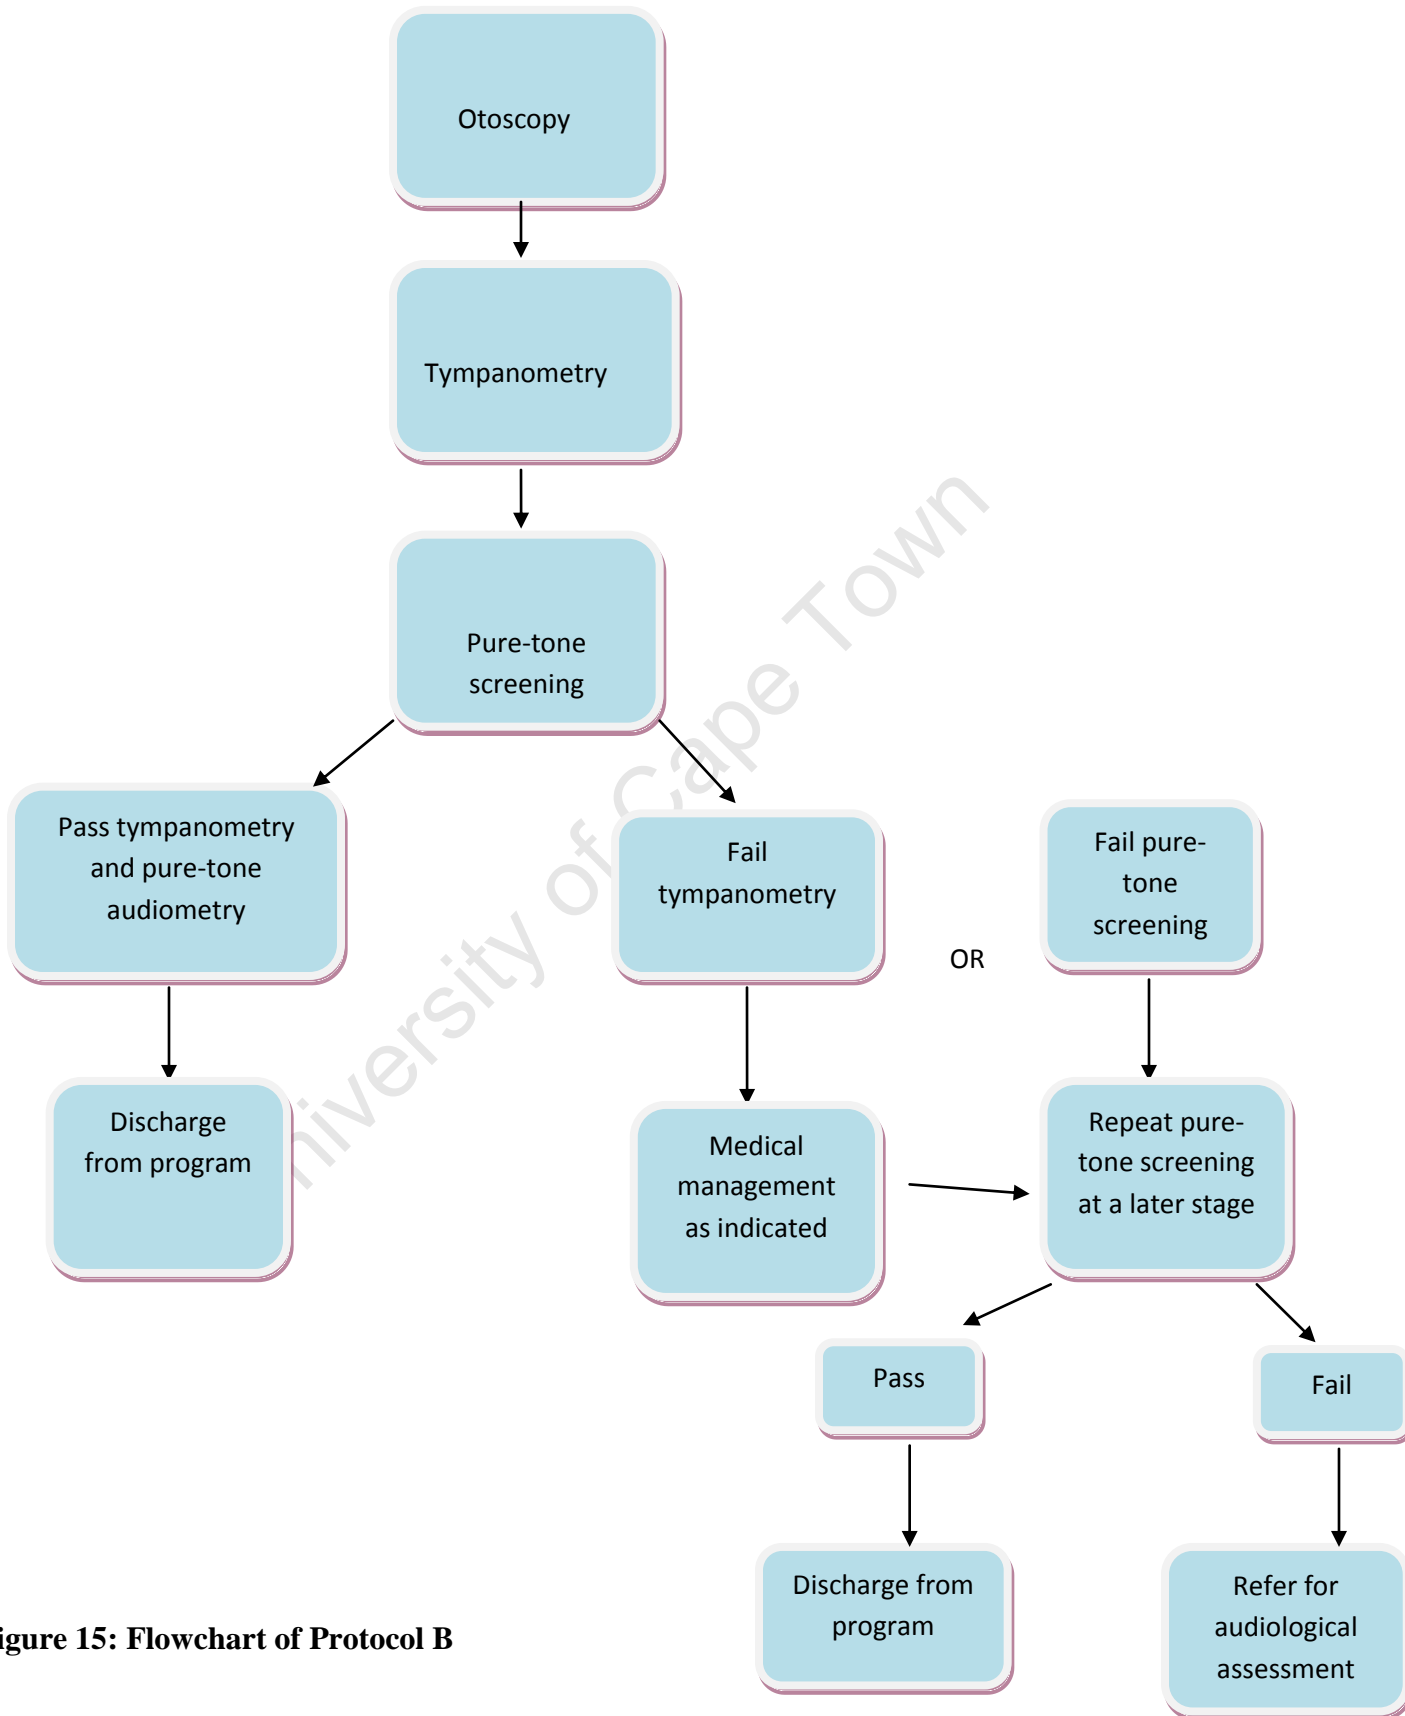 Otoscopy
Tympanometry
Pure-tone
screening
Pass tympanometry
and pure-tone
audiometry
Fail
tympanometry
OR
Fail pure-
tone
screening
Discharge
from program
Medical
management
as indicated
Repeat pure-
tone screening
at a later stage
Pass
Fail
Discharge from
program
Refer for
audiological
assessment
igure 15: Flowchart of Protocol B
niversity of Cape Town